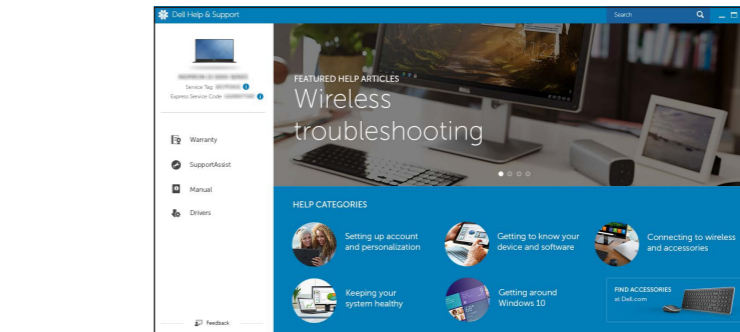 Dell Help & Support
Search
Service Tag
Express Service Code
Warranty
SupportAssist
Manual
Drivers
Feedback
FEATURED HELP ARTICLES
Wireless
troubleshooting
HELP CATEGORIES
Setting up account
and personalization
Getting to know your
device and software
Connecting to wireless
and accessories
Keeping your
system healthy
Getting around
Windows 10
FIND ACCESSORIES
at Dell.com